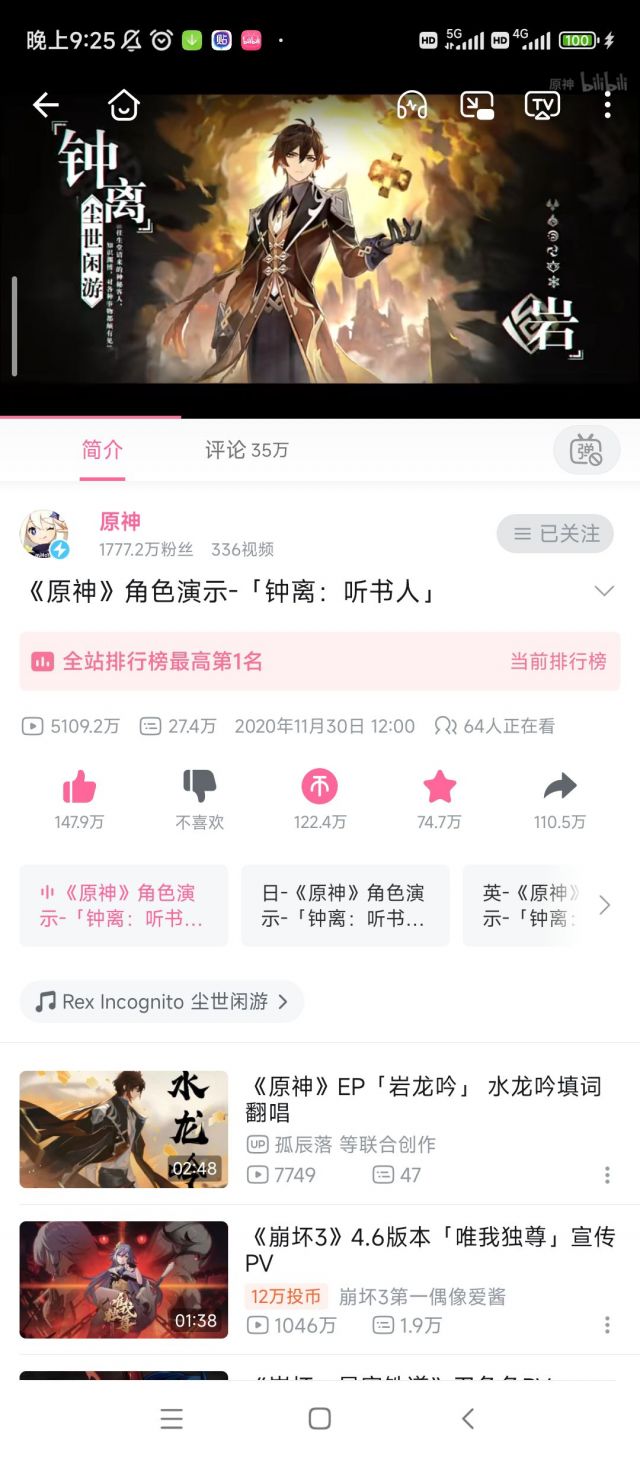 晚上9:25
HD 5G HD 4G 100
原神 bilibili
TV
钟离
尘世闲游
往生堂请来的神秘客人，
知识渊博，对各种事物都颇有见
岩
简介
评论 35万
弹
原神
1777.2万粉丝 336视频
已关注
《原神》角色演示-「钟离：听书人」
全站排行榜最高第1名
当前排行榜
5109.2万 27.4万 2020年11月30日 12:00 64人正在看
147.9万 不喜欢 122.4万 74.7万 110.5万
《原神》角色演
示-「钟离：听书...
日-《原神》角色演
示-「钟离：听书...
英-《原神》
示-「钟离：
Rex Incognito 尘世闲游
水龙吟
02:48
《原神》EP「岩龙吟」 水龙吟填词
翻唱
UP 孤辰落 等联合创作
7749 47
唯我独尊
01:38
《崩坏3》4.6版本「唯我独尊」宣传
PV
12万投币 崩坏3第一偶像爱酱
1046万 1.9万